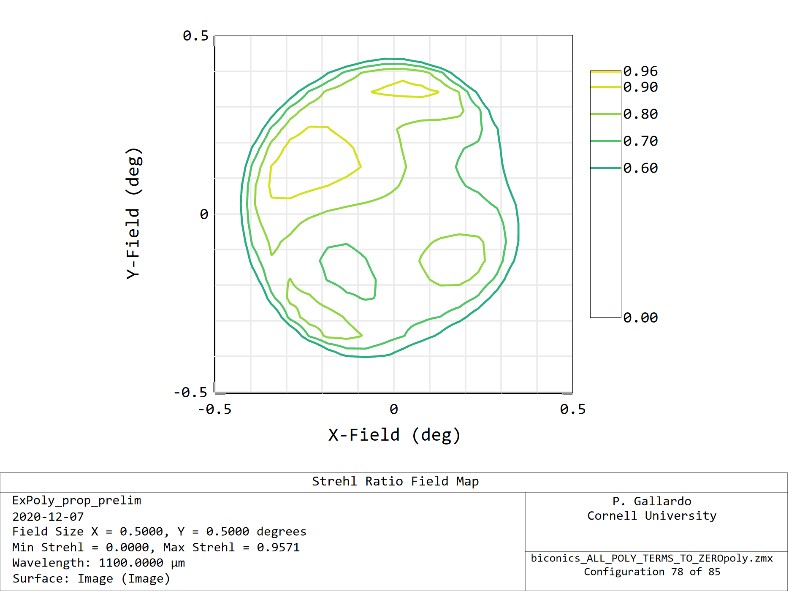 0.5
0
-0.5
-0.5
0
0.5
Y-Field (deg)
X-Field (deg)
0.96
0.90
0.80
0.70
0.60
0.00
Strehl Ratio Field Map
ExPoly_prop_prelim
2020-12-07
Field Size X = 0.5000, Y = 0.5000 degrees
Min Strehl = 0.0000, Max Strehl = 0.9571
Wavelength: 1100.0000 µm
Surface: Image (Image)
P. Gallardo
Cornell University
biconics_ALL_POLY_TERMS_TO_ZEROpoly.zmx
Configuration 78 of 85